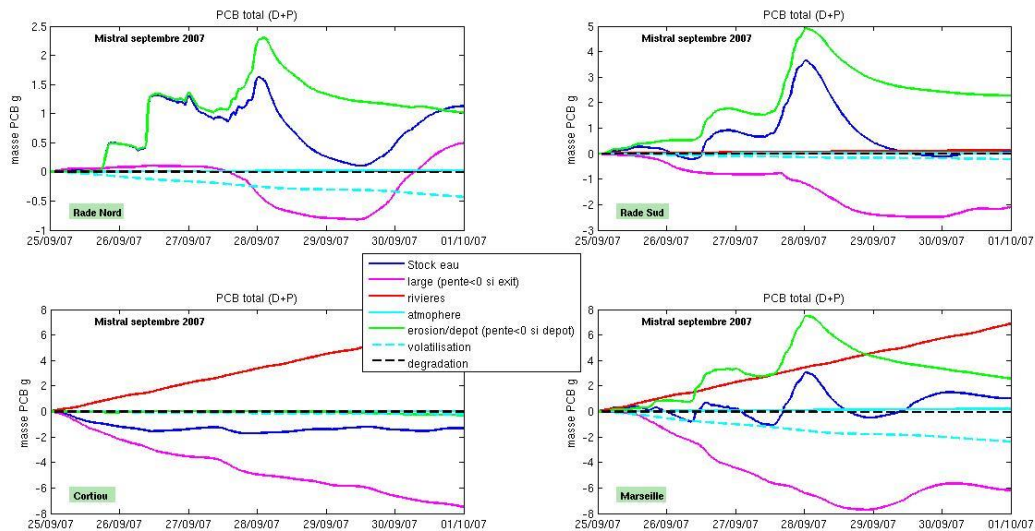 PCB total (D+P)
2.5
2
1.5
1
0.5
0
-0.5
-1
masse PCB g
Mistral septembre 2007
Rade Nord
25/09/07 26/09/07 27/09/07 28/09/07 29/09/07 30/09/07 01/10/07
PCB total (D+P)
5
4
3
2
1
0
-1
-2
-3
masse PCB g
Mistral septembre 2007
Rade Sud
25/09/07 26/09/07 27/09/07 28/09/07 29/09/07 30/09/07 01/10/07
Stock eau
large (pente<0 si exit)
rivieres
atmophere
erosion/depot (pente<0 si depot)
volatilisation
degradation
PCB total (D+P)
8
6
4
2
0
-2
-4
-6
-8
masse PCB g
Mistral septembre 2007
Cortiou
25/09/07 26/09/07 27/09/07 28/09/07 29/09/07 30/09/07 01/10/07
PCB total (D+P)
8
6
4
2
0
-2
-4
-6
-8
masse PCB g
Mistral septembre 2007
Marseille
25/09/07 26/09/07 27/09/07 28/09/07 29/09/07 30/09/07 01/10/07